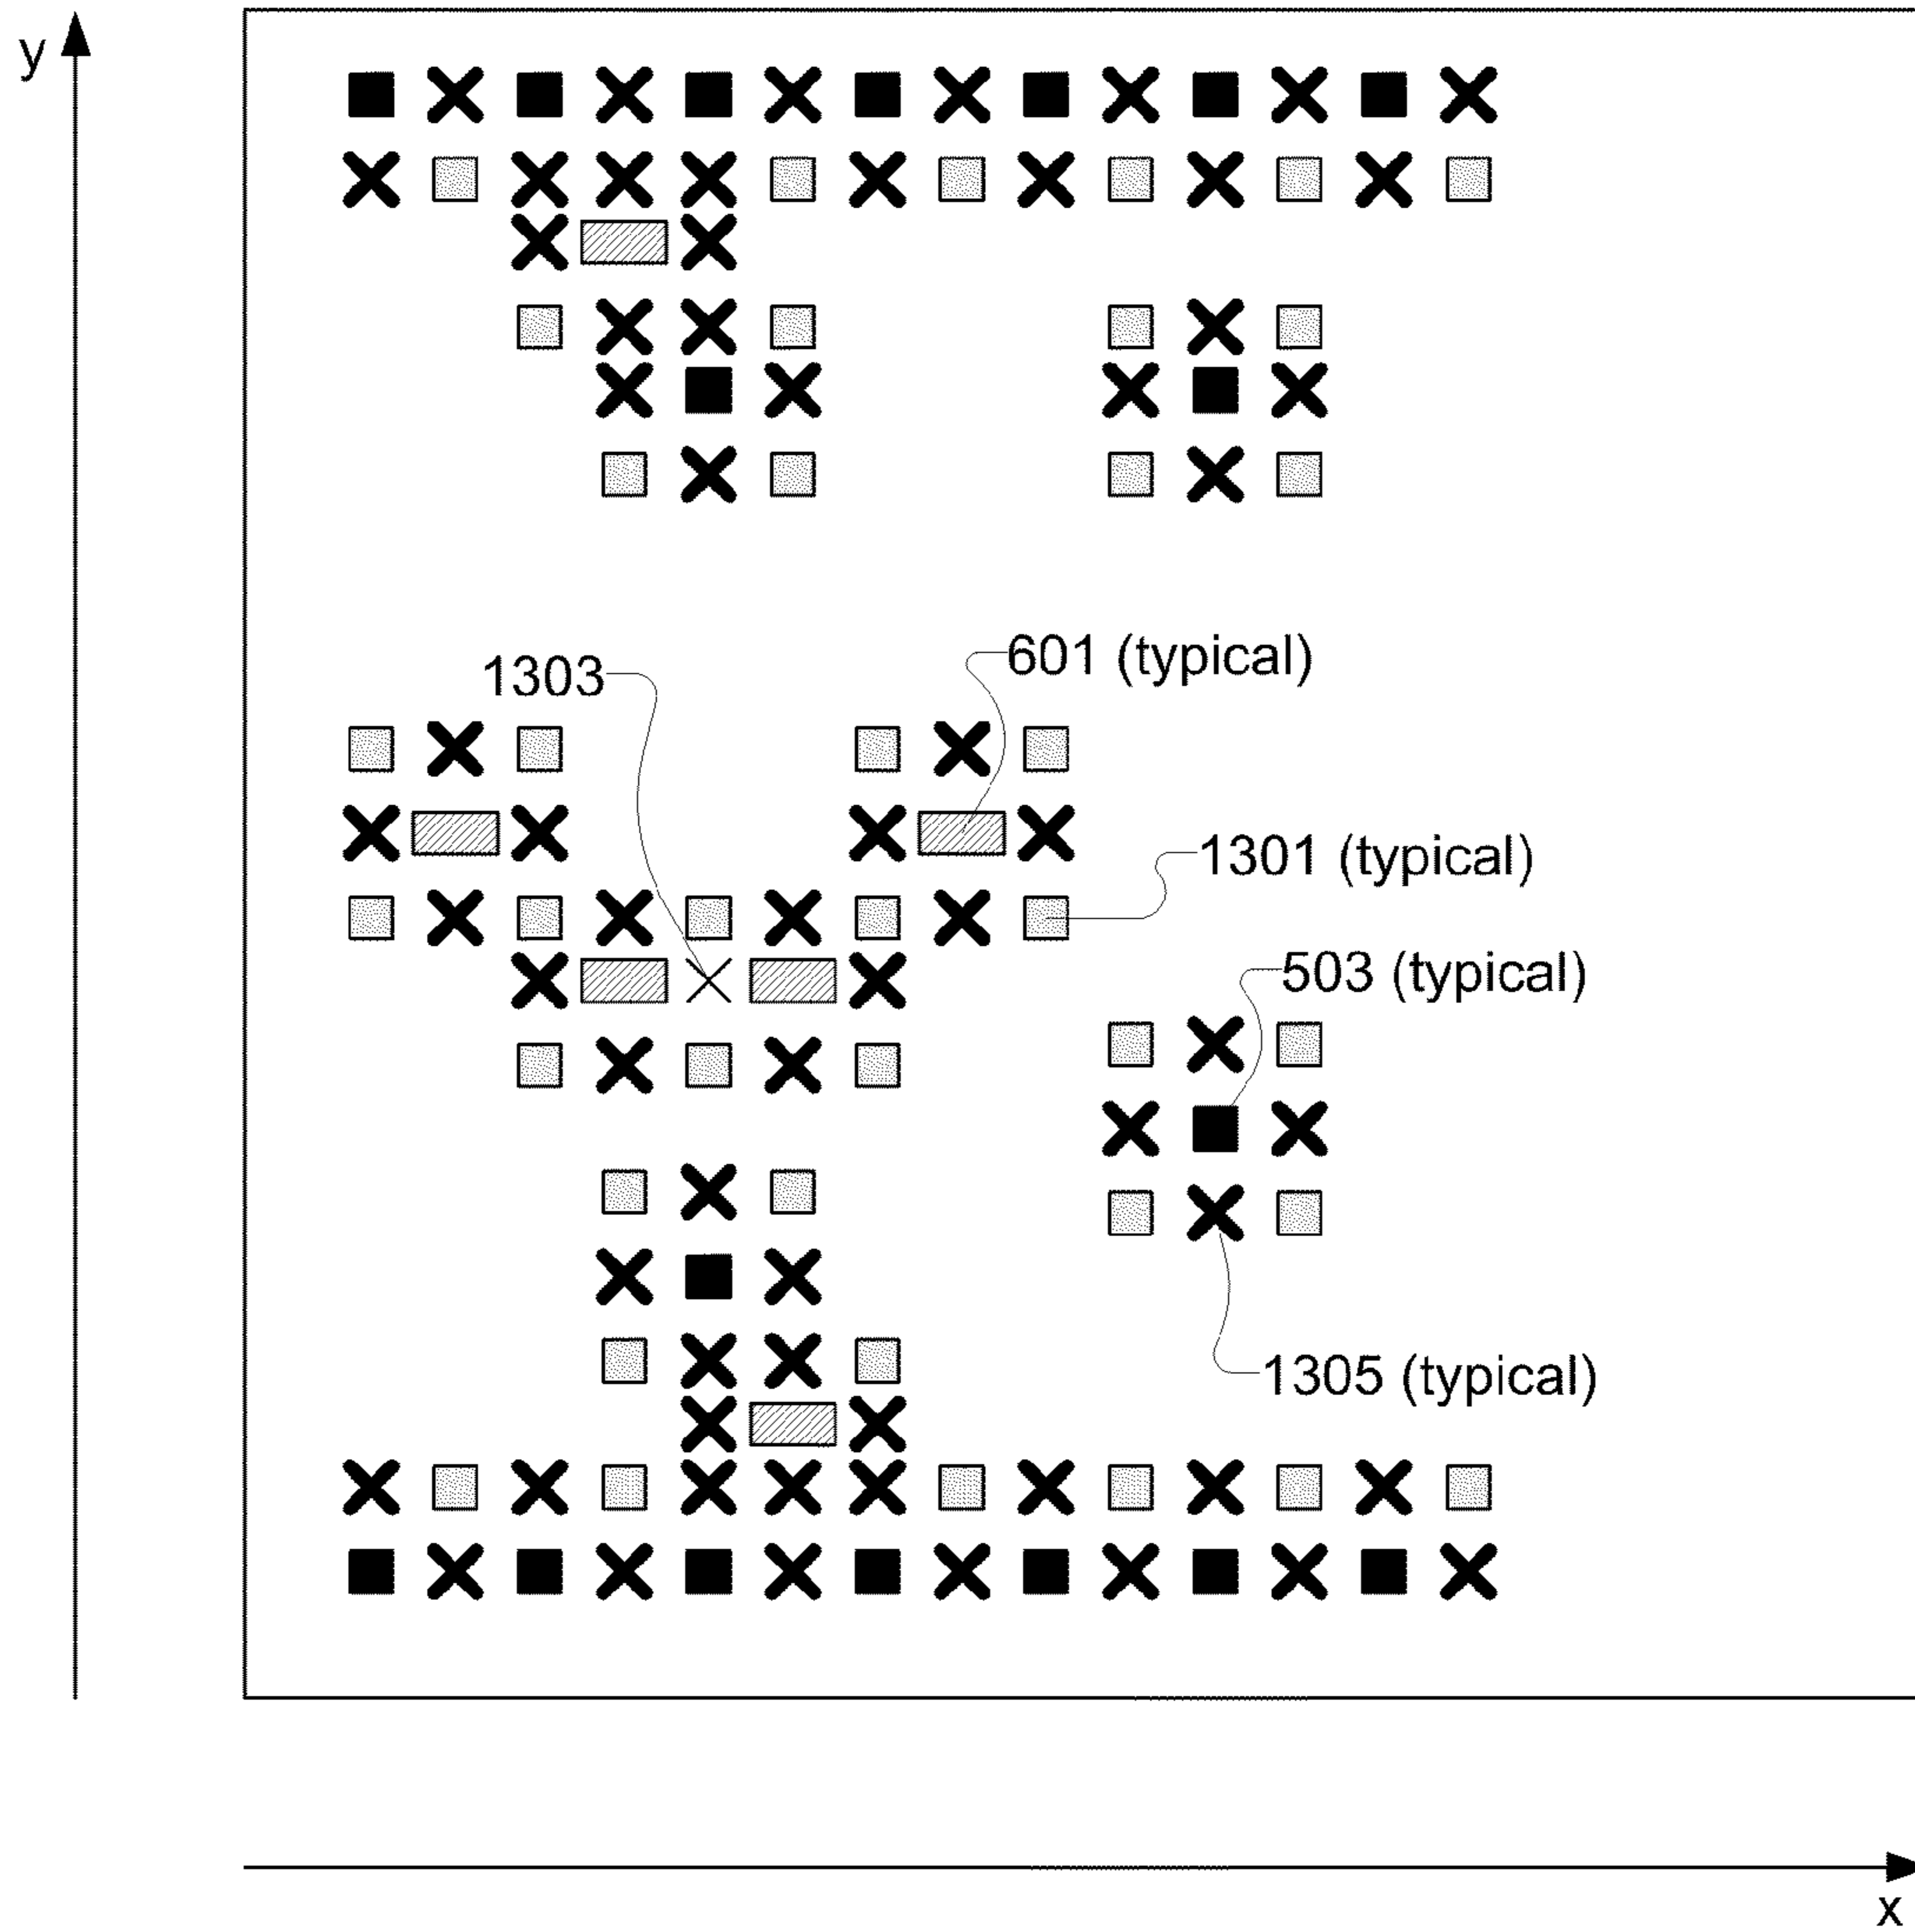 y
601 (typical)
1303
1301 (typical)
503 (typical)
1305 (typical)
x